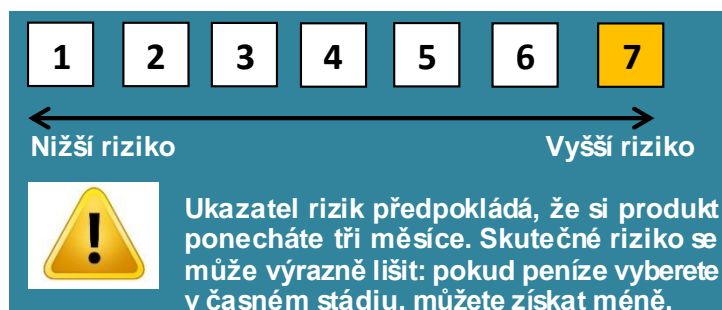 1 2 3 4 5 6 7
Nižší riziko Vyšší riziko
Ukazatel rizik předpokládá, že si produkt
ponecháte tři měsíce. Skutečné riziko se
může výrazně lišit: pokud peníze vyberete
v časném stádiu, můžete získat méně.